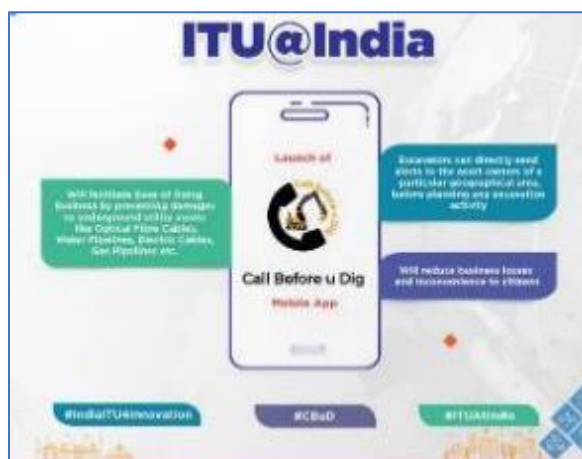 ITU@India
Launch of
Call Before u Dig
Mobile App
Will facilitate Ease of doing
business by preventing damages
to underground utility assets
like Optical Fibre Cables,
Water Pipelines, Electric Cables,
Gas Pipelines etc.
Excavators can directly send
alerts to the asset owners of a
particular geographical area,
before planning any excavation
activity
Will reduce business losses
and inconvenience to citizens
#IndiaITU4innovation
#CBuD
#ITUAtIndia